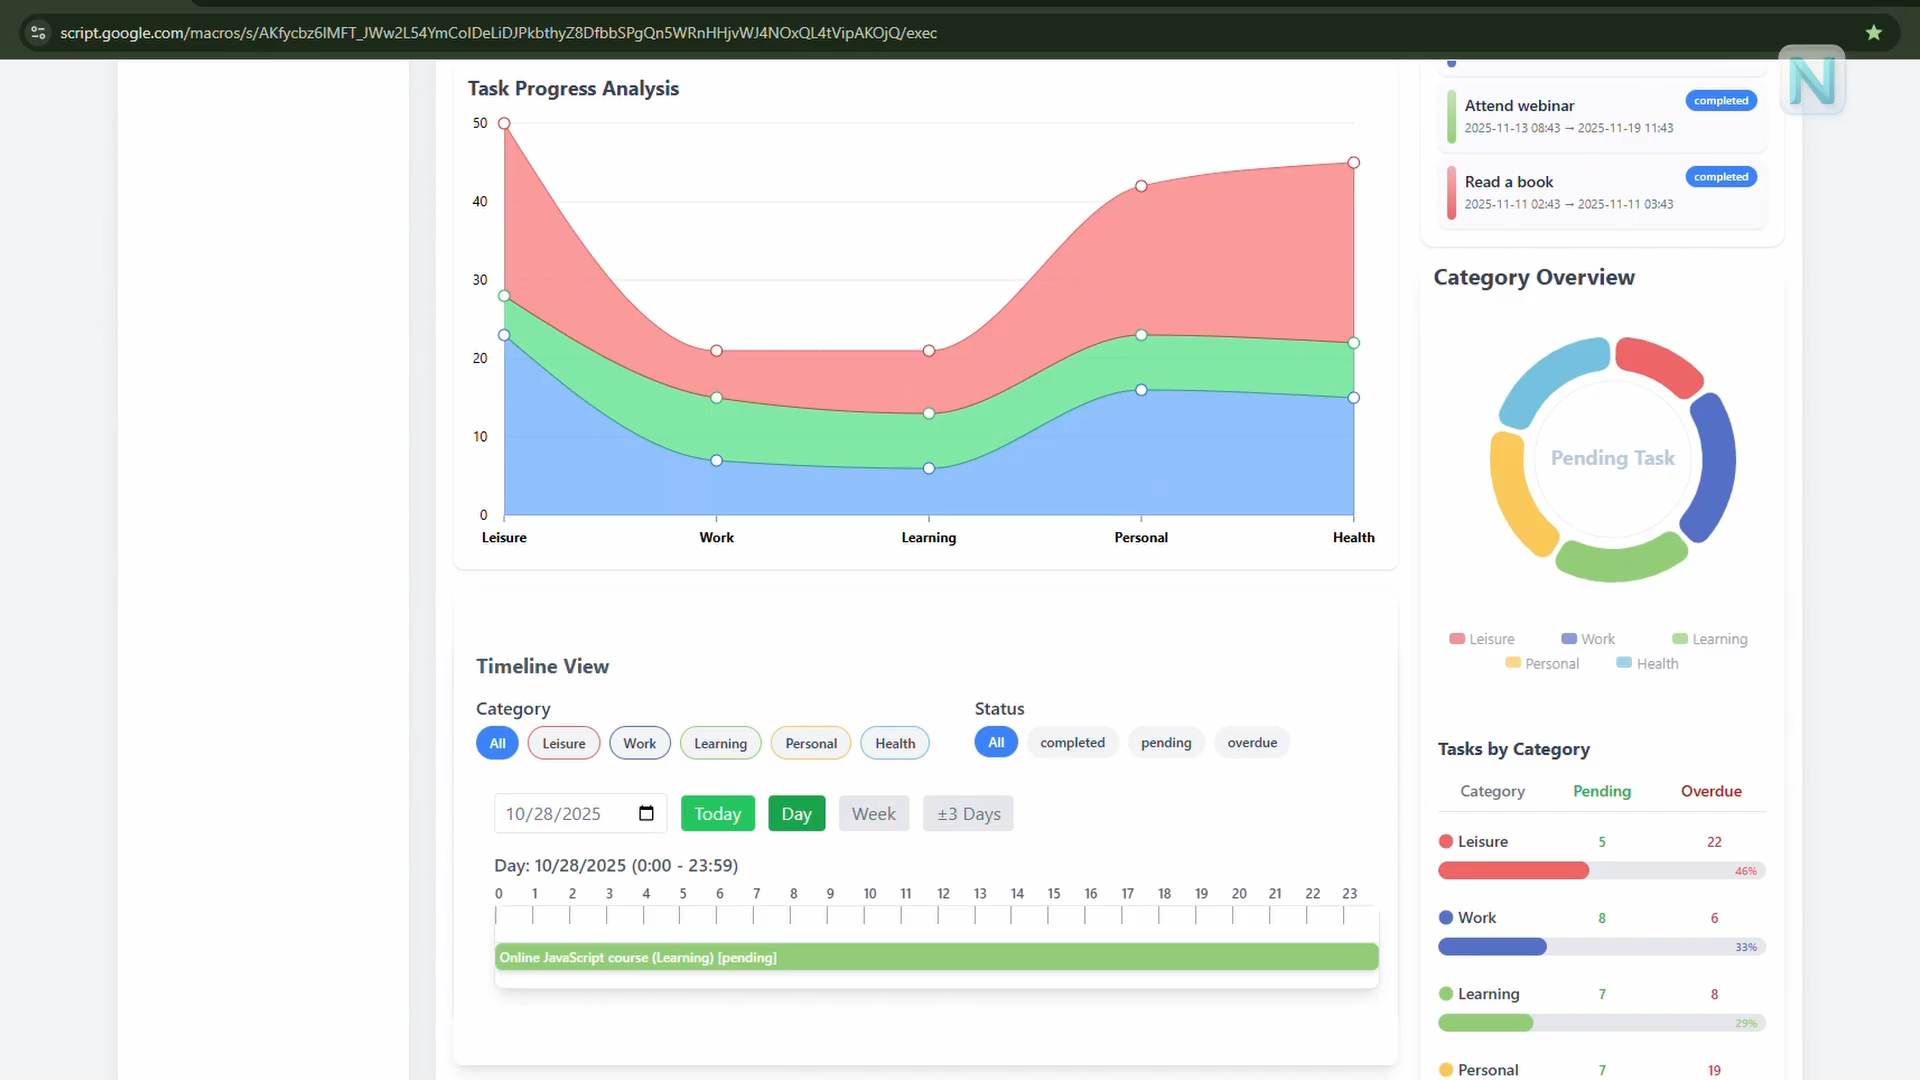 script.google.com/macros/s/AKfycbz6lMFT_JWw2L54YmCoIDeLiDJPkbthyZ8DfbbSPgQn5WRnHHjvWJ4NOxQL4tVipAKOjQ/exec
N
Task Progress Analysis
50
40
30
20
10
0
Leisure Work Learning Personal Health
Attend webinar completed
2025-11-13 08:43 → 2025-11-19 11:43
Read a book completed
2025-11-11 02:43 → 2025-11-11 03:43
Category Overview
Pending Task
Leisure Work Learning
Personal Health
Timeline View
Category Status
All Leisure Work Learning Personal Health All completed pending overdue
10/28/2025 Today Day Week ±3 Days
Day: 10/28/2025 (0:00 - 23:59)
0 1 2 3 4 5 6 7 8 9 10 11 12 13 14 15 16 17 18 19 20 21 22 23
Online JavaScript course (Learning) [pending]
Tasks by Category
Category Pending Overdue
Leisure 5 22
46%
Work 8 6
33%
Learning 7 8
29%
Personal 7 19